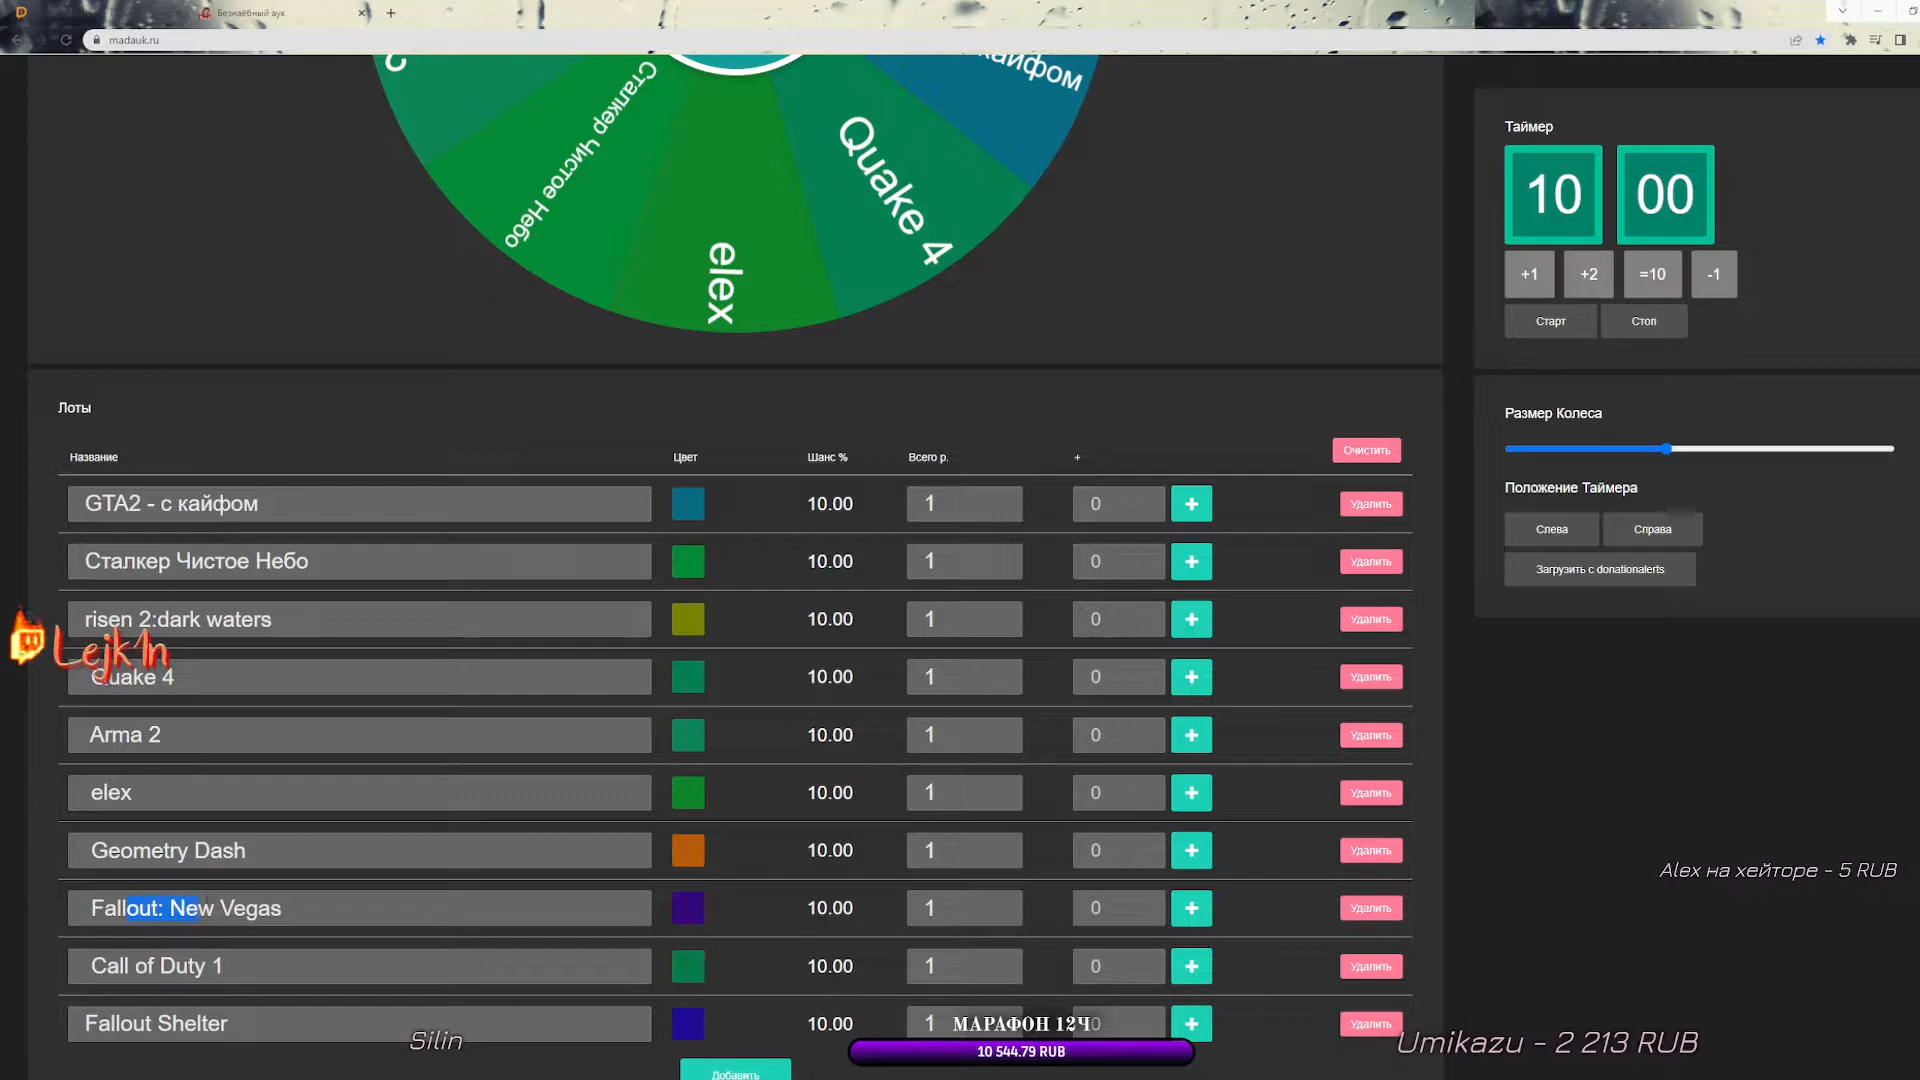 Безнаёбный аук
madauk.ru
кайфом
Сталкер Чистое Небо
Quake 4
elex
Таймер
10 00
+1 +2 =10 -1
Старт Стоп
Размер Колеса
Положение Таймера
Слева Справа
Загрузить с donationalerts
Лоты
Название Цвет Шанс % Всего р. + Очистить
GTA2 - с кайфом 10.00 1 0 + Удалить
Сталкер Чистое Небо 10.00 1 0 + Удалить
risen 2:dark waters 10.00 1 0 + Удалить
Lejk1n
Quake 4 10.00 1 0 + Удалить
Arma 2 10.00 1 0 + Удалить
elex 10.00 1 0 + Удалить
Geometry Dash 10.00 1 0 + Удалить
Alex на хейторе - 5 RUB
Fallout: New Vegas 10.00 1 0 + Удалить
Call of Duty 1 10.00 1 0 + Удалить
Fallout Shelter 10.00 1 0 + Удалить
Silin
МАРАФОН 12Ч
10 544.79 RUB
Umikazu - 2 213 RUB
Добавить